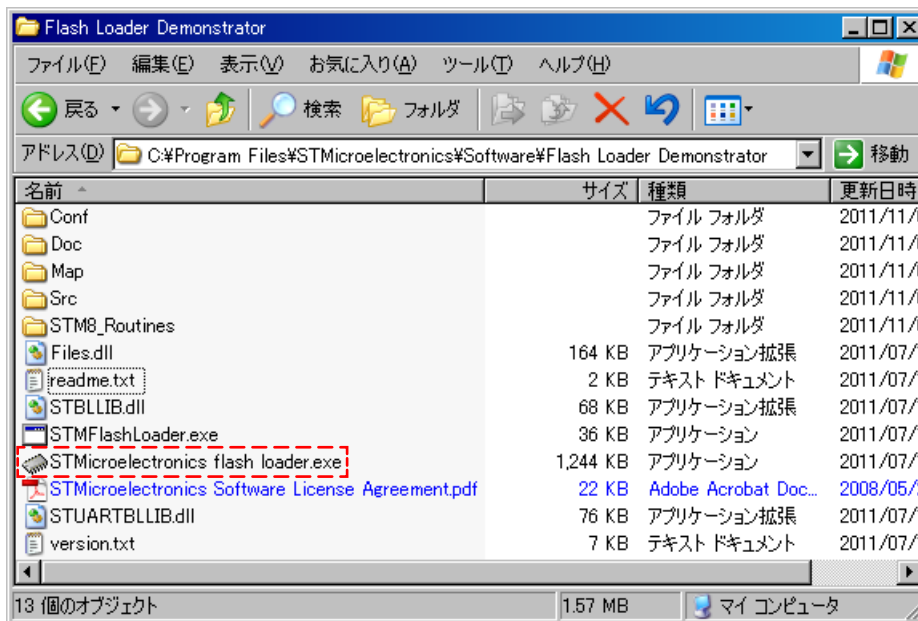 Flash Loader Demonstrator
ファイル(F) 編集(E) 表示(V) お気に入り(A) ツール(T) ヘルプ(H)
戻る 検索 フォルダ
アドレス(D) C:¥Program Files¥STMicroelectronics¥Software¥Flash Loader Demonstrator 移動
名前 サイズ 種類 更新日時
Conf ファイル フォルダ 2011/11/
Doc ファイル フォルダ 2011/11/
Map ファイル フォルダ 2011/11/
Src ファイル フォルダ 2011/11/
STM8_Routines ファイル フォルダ 2011/11/
Files.dll 164 KB アプリケーション拡張 2011/07/
readme.txt 2 KB テキスト ドキュメント 2011/07/
STBLLIB.dll 68 KB アプリケーション拡張 2011/07/
STMFlashLoader.exe 36 KB アプリケーション 2011/07/
STMicroelectronics flash loader.exe 1,244 KB アプリケーション 2011/07/
STMicroelectronics Software License Agreement.pdf 22 KB Adobe Acrobat Doc... 2008/05/
STUARTBLLIB.dll 76 KB アプリケーション拡張 2011/07/
version.txt 7 KB テキスト ドキュメント 2011/07/
13 個のオブジェクト 1.57 MB マイ コンピュータ